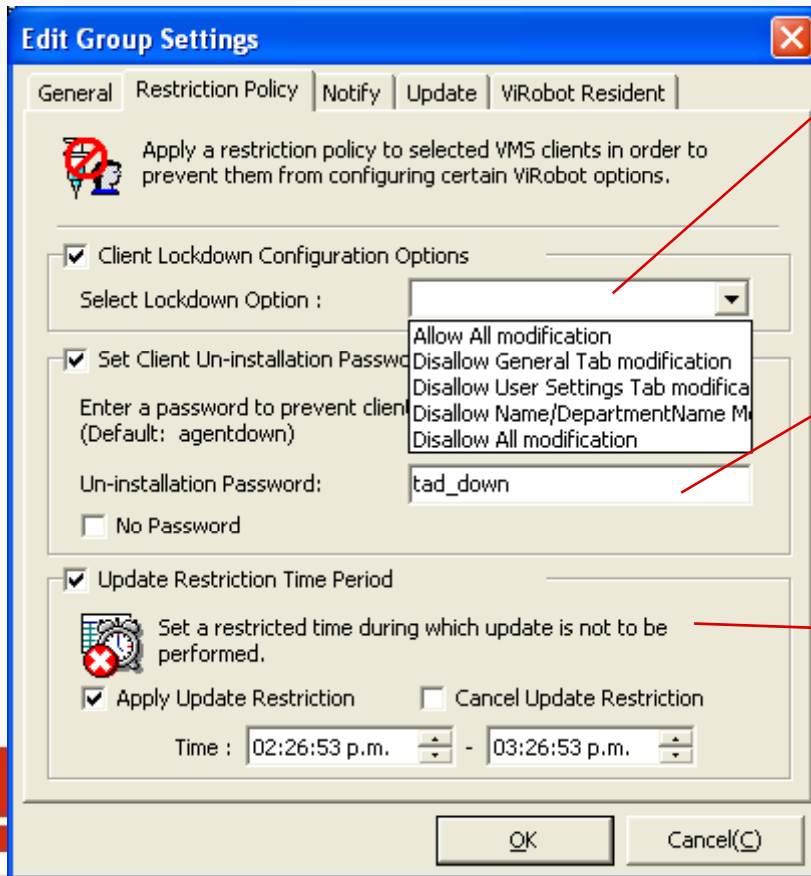 Edit Group Settings
General Restriction Policy Notify Update ViRobot Resident
Apply a restriction policy to selected VMS clients in order to
prevent them from configuring certain ViRobot options.
Client Lockdown Configuration Options
Select Lockdown Option :
Allow All modification
Disallow General Tab modification
Disallow User Settings Tab modifica
Disallow Name/DepartmentName M
Disallow All modification
Set Client Un-installation Passwo
Enter a password to prevent client
(Default: agentdown)
Un-installation Password: tad_down
No Password
Update Restriction Time Period
Set a restricted time during which update is not to be
performed.
Apply Update Restriction Cancel Update Restriction
Time : 02:26:53 p.m. - 03:26:53 p.m.
OK Cancel(C)